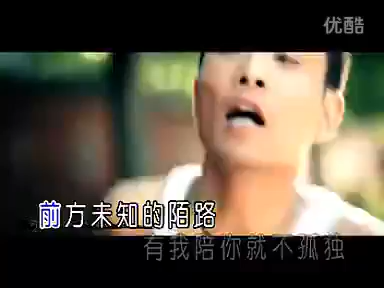 优酷
前方未知的陌路
有我陪你就不孤独